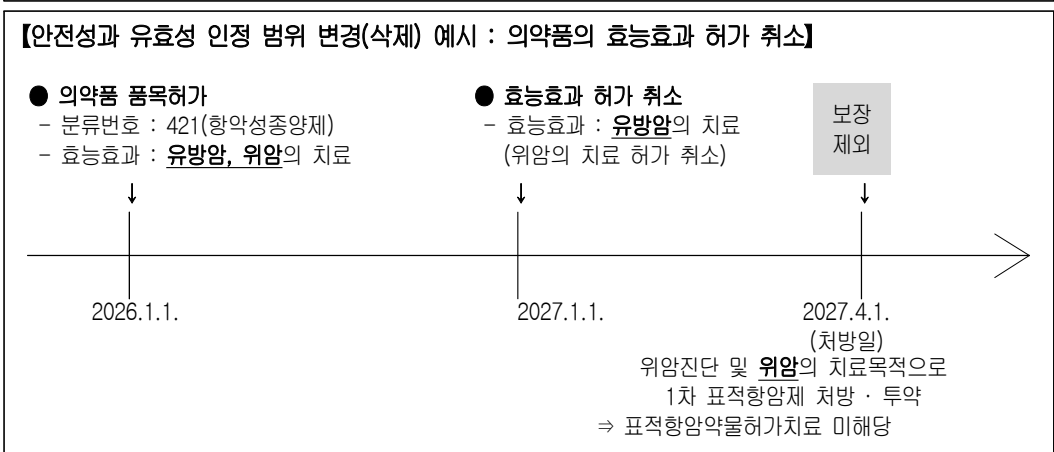 【안전성과 유효성 인정 범위 변경(삭제) 예시 : 의약품의 효능효과 허가 취소】
● 의약품 품목허가
- 분류번호 : 421(항악성종양제)
- 효능효과 : 유방암, 위암의 치료
● 효능효과 허가 취소
- 효능효과 : 유방암의 치료
(위암의 치료 허가 취소)
보장
제외
↓
↓
↓
2026.1.1.
2027.1.1.
2027.4.1.
(처방일)
위암진단 및 위암의 치료목적으로
1차 표적항암제 처방 · 투약
⇒ 표적항암약물허가치료 미해당